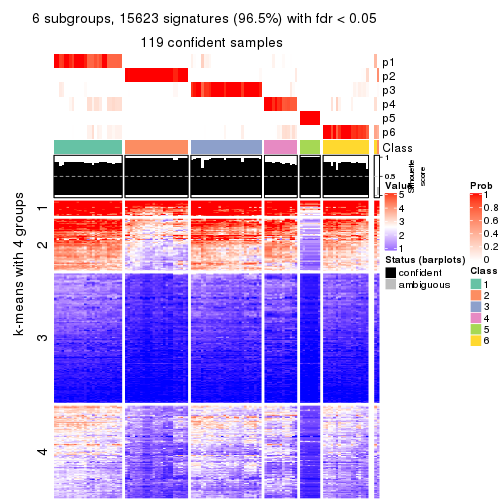 6 subgroups, 15623 signatures (96.5%) with fdr < 0.05
119 confident samples
p1
p2
p3
p4
p5
p6
Class
1
0.5
0
Silhouette
score
k-means with 4 groups
1
2
3
4
Value
5
4
3
2
1
Status (barplots)
confident
ambiguous
Prob
1
0.8
0.6
0.4
0.2
0
Class
1
2
3
4
5
6